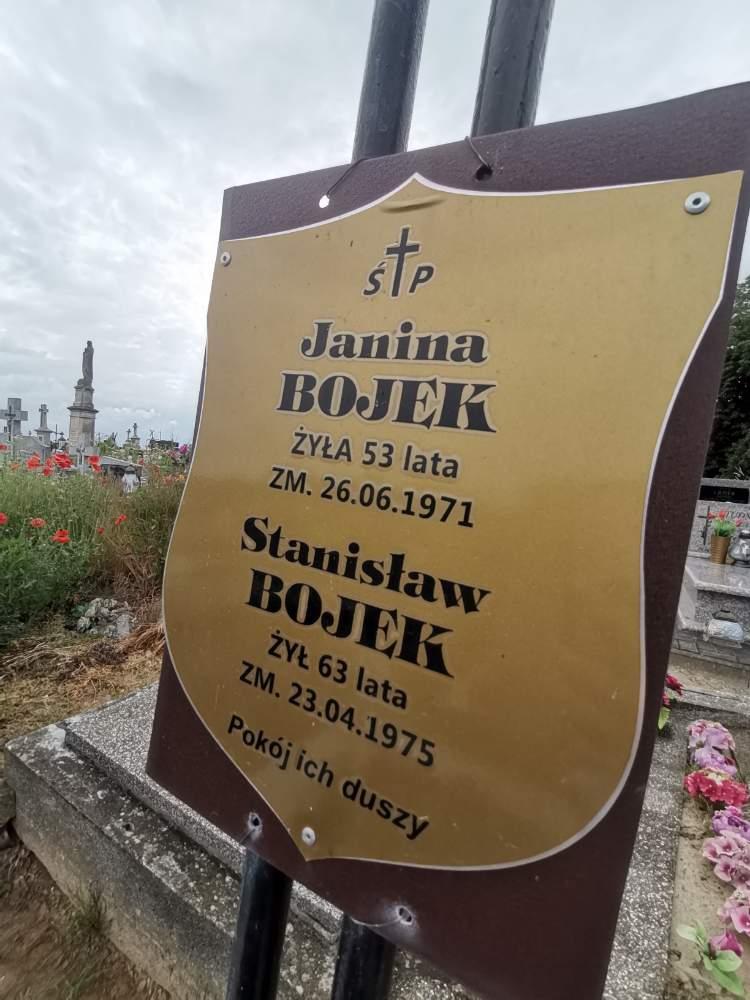 Ś P
Janina
BOJEK
ŻYŁA 53 lata
ZM. 26.06.1971
Stanisław
BOJEK
ŻYŁ 63 lata
ZM. 23.04.1975
Pokój ich duszy